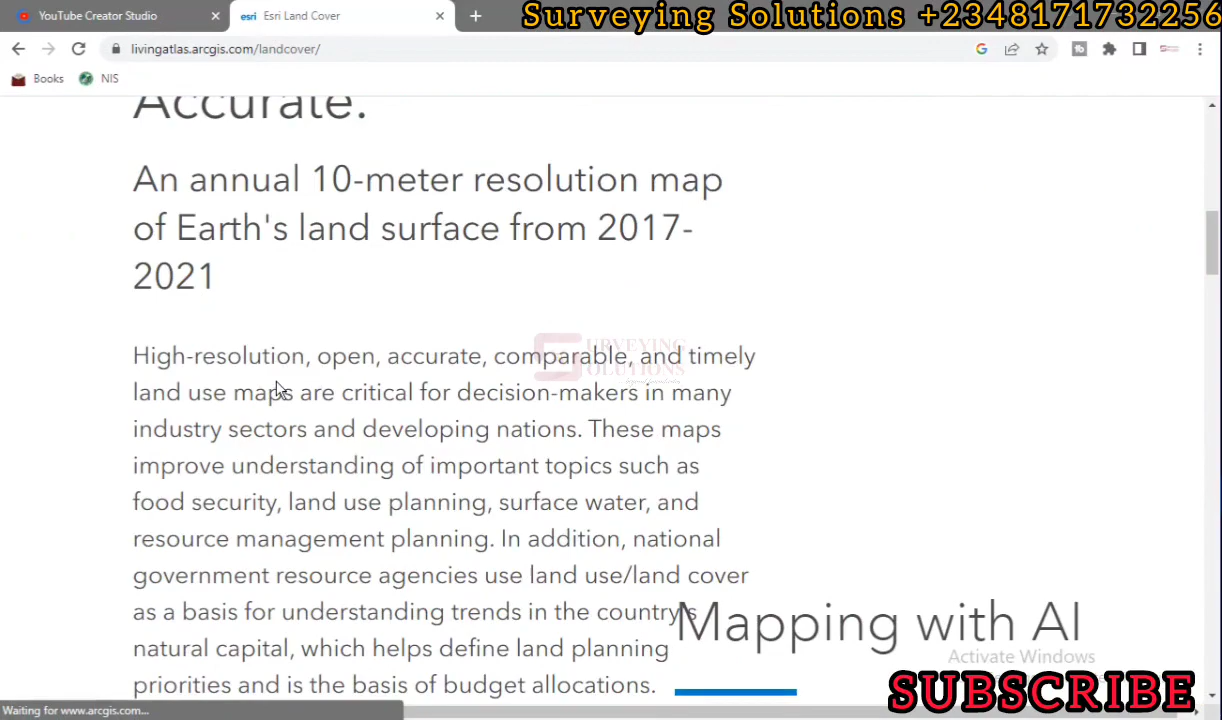 YouTube Creator Studio
esri Esri Land Cover
Surveying Solutions +2348171732256
livingatlas.arcgis.com/landcover/
Books NIS
Accurate.
An annual 10-meter resolution map
of Earth's land surface from 2017-
2021
High-resolution, open, accurate, comparable, and timely
land use maps are critical for decision-makers in many
industry sectors and developing nations. These maps
improve understanding of important topics such as
food security, land use planning, surface water, and
resource management planning. In addition, national
government resource agencies use land use/land cover
as a basis for understanding trends in the country's
natural capital, which helps define land planning
priorities and is the basis of budget allocations.
SURVEYING
SOLUTIONS
Mapping with AI
Activate Windows
SUBSCRIBE
Waiting for www.arcgis.com...